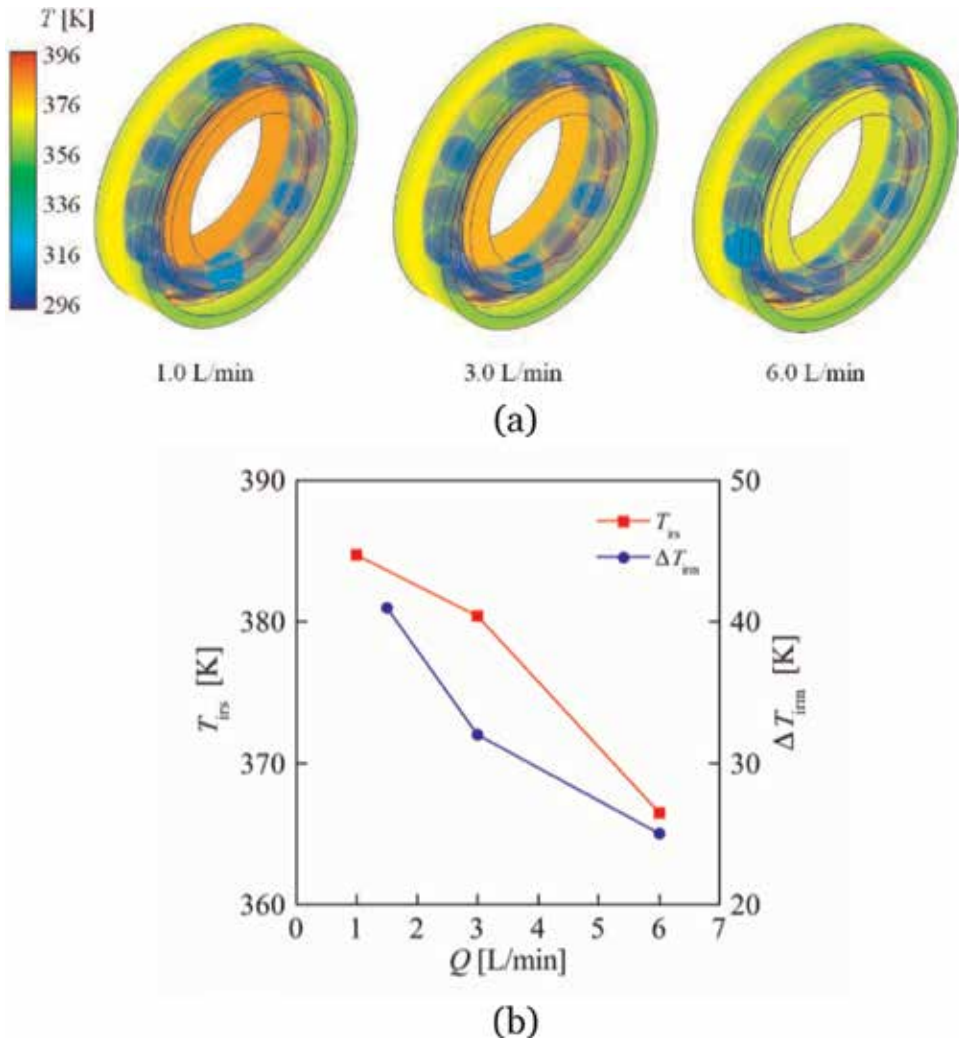 T [K]
396
376
356
336
316
296
1.0 L/min
3.0 L/min
6.0 L/min
(a)
390
380
370
360
T_irs [K]
50
40
30
20
ΔT_irm [K]
T_irs
ΔT_irm
0 1 2 3 4 5 6 7
Q [L/min]
(b)